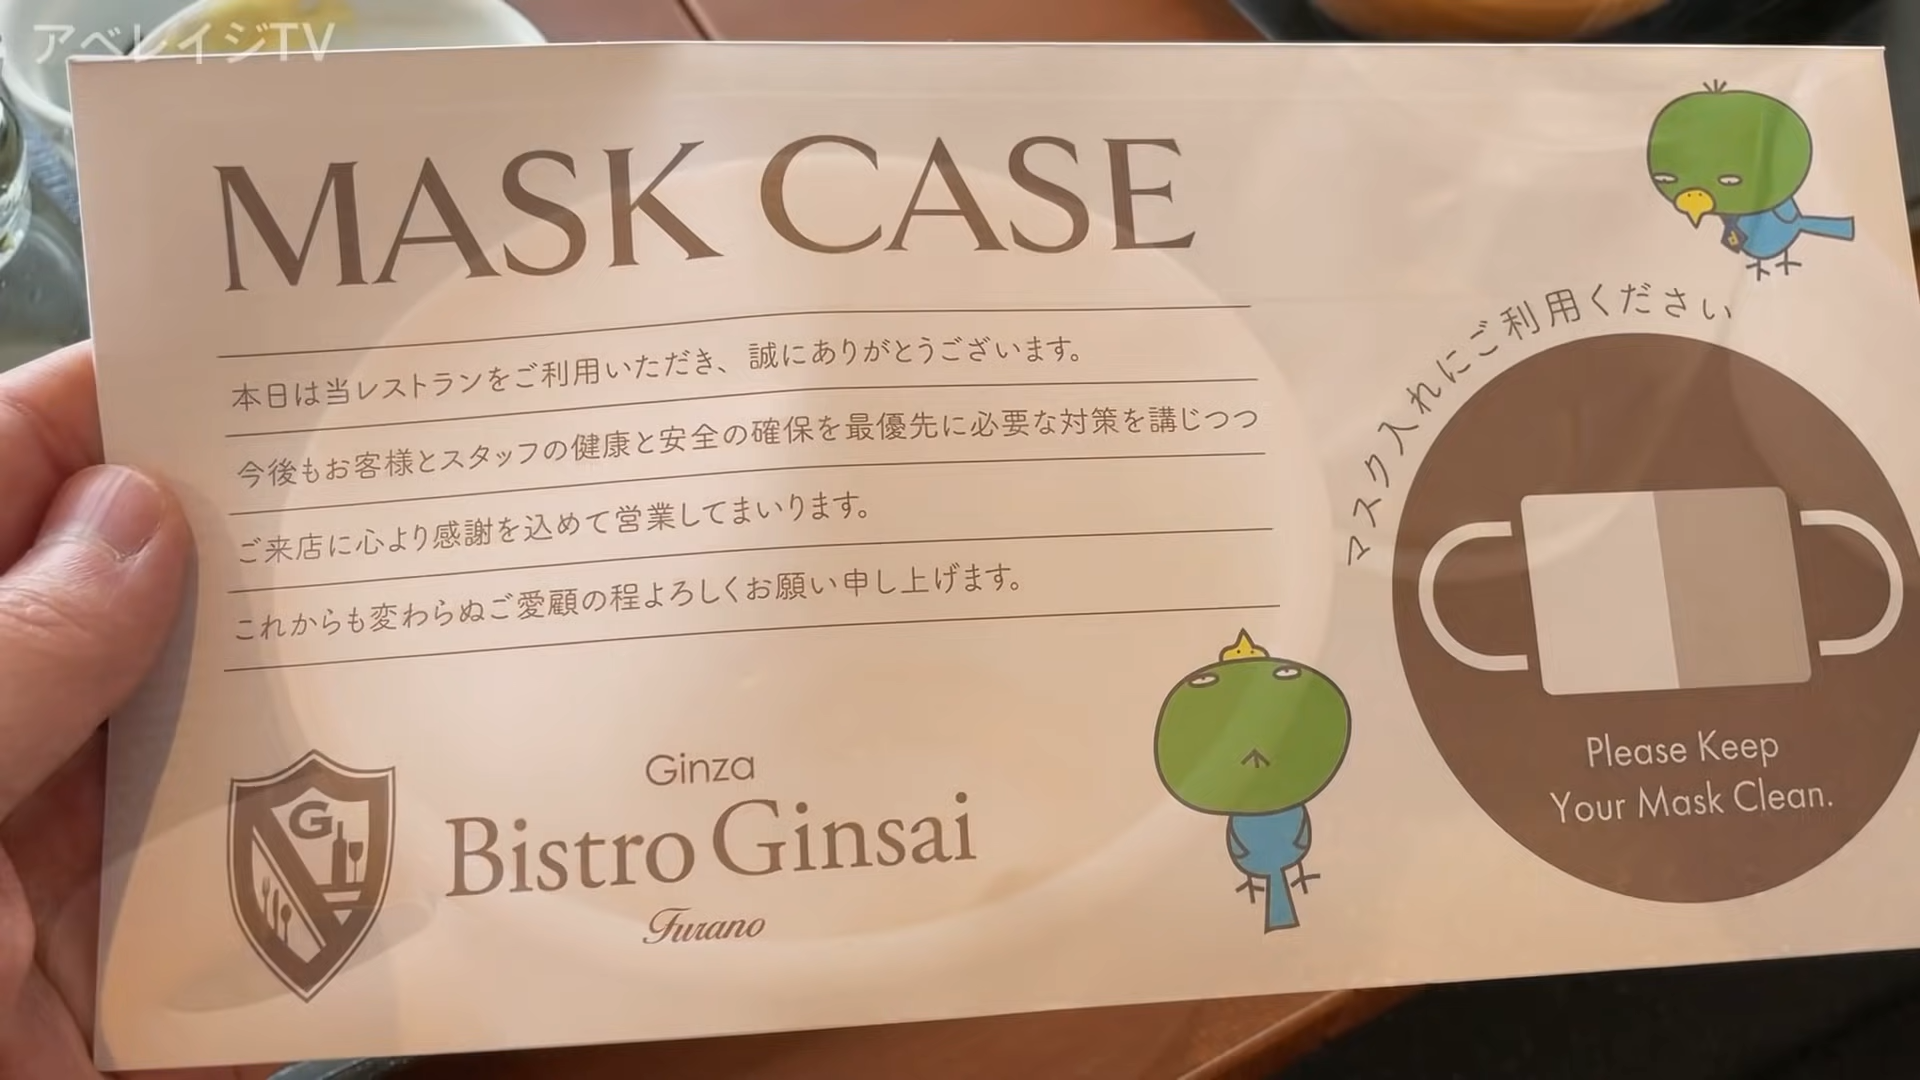 アベレイジTV
MASK CASE
本日は当レストランをご利用いただき、誠にありがとうございます。
今後もお客様とスタッフの健康と安全の確保を最優先に必要な対策を講じつつ
ご来店に心より感謝を込めて営業してまいります。
これからも変わらぬご愛顧の程よろしくお願い申し上げます。
G
Ginza
Bistro Ginsai
Furano
マスク入れにご利用ください
Please Keep
Your Mask Clean.